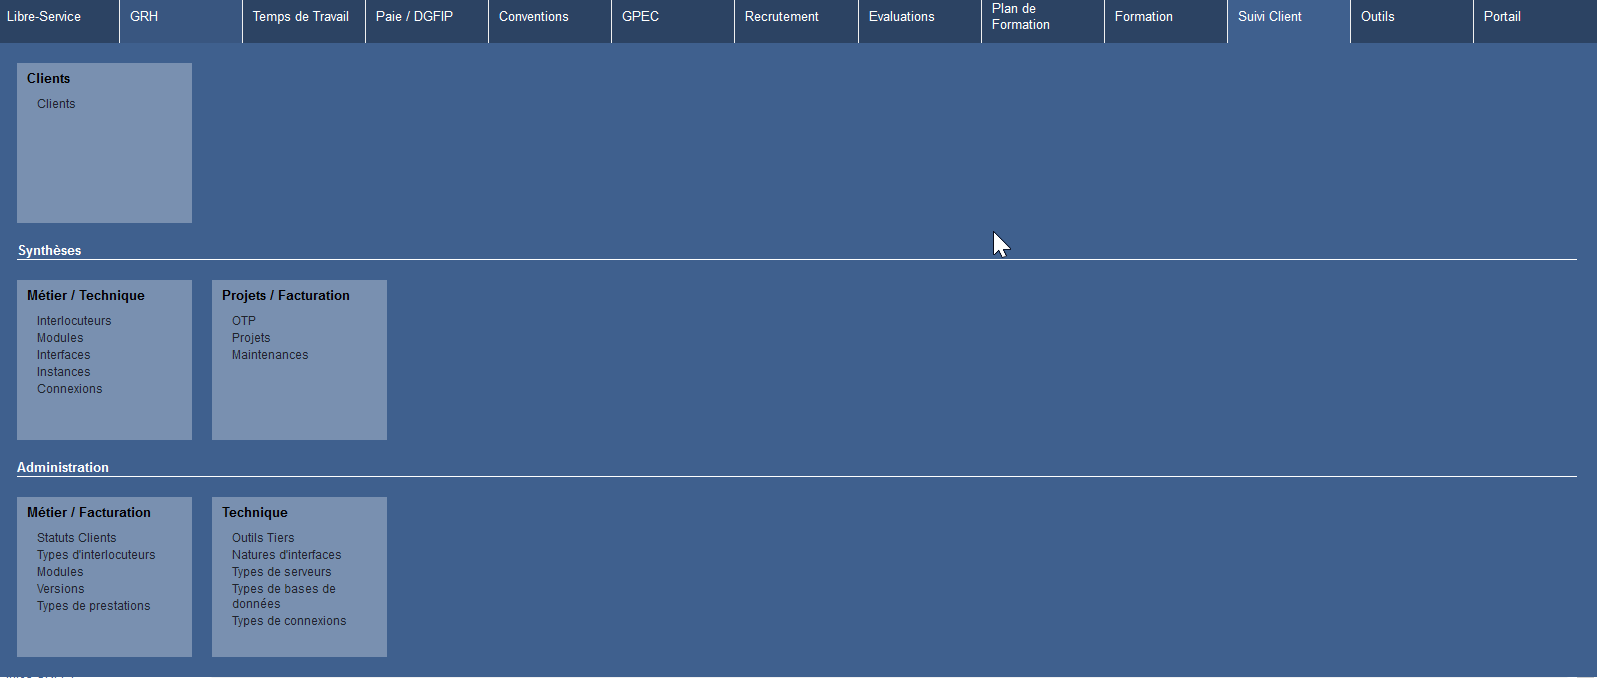 Libre-Service
GRH
Temps de Travail
Paie / DGFIP
Conventions
GPEC
Recrutement
Evaluations
Plan de
Formation
Formation
Suivi Client
Outils
Portail
Clients
Clients
Synthèses
Métier / Technique
Interlocuteurs
Modules
Interfaces
Instances
Connexions
Projets / Facturation
OTP
Projets
Maintenances
Administration
Métier / Facturation
Statuts Clients
Types d'interlocuteurs
Modules
Versions
Types de prestations
Technique
Outils Tiers
Natures d'interfaces
Types de serveurs
Types de bases de
données
Types de connexions